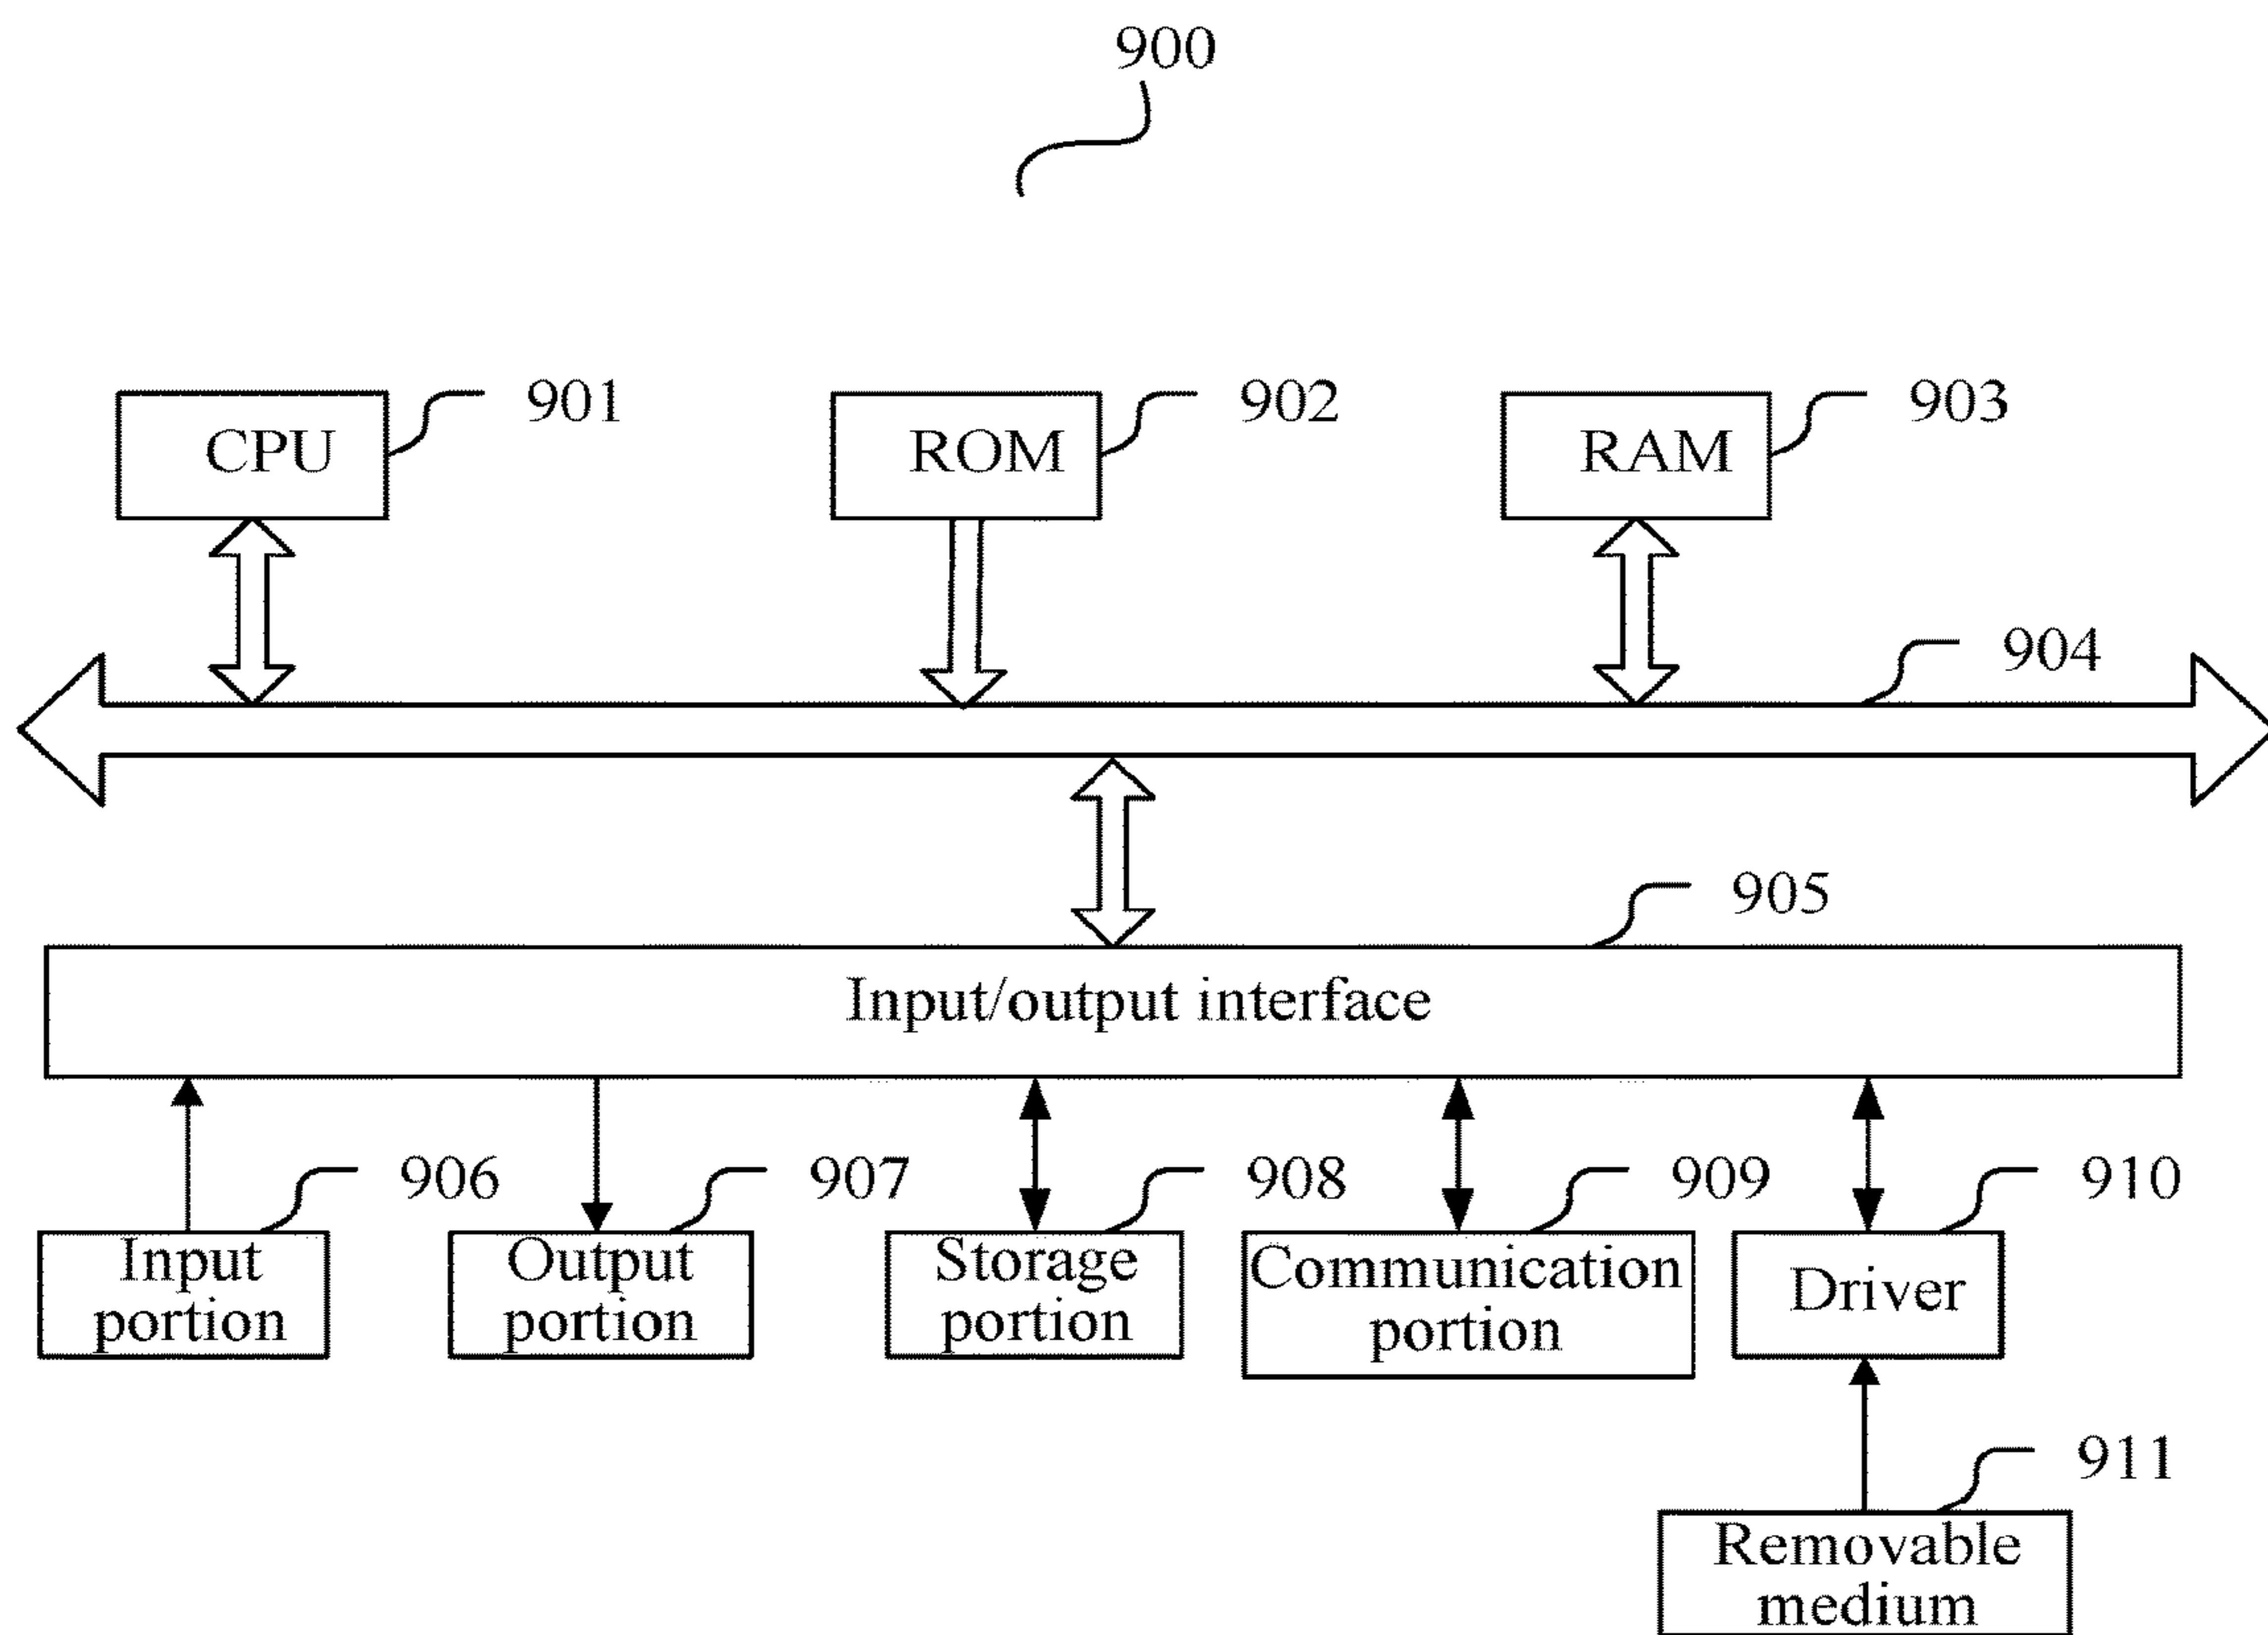 900
CPU
901
ROM
902
RAM
903
904
905
Input/output interface
906
907
908
909
910
Input
portion
Output
portion
Storage
portion
Communication
portion
Driver
911
Removable
medium